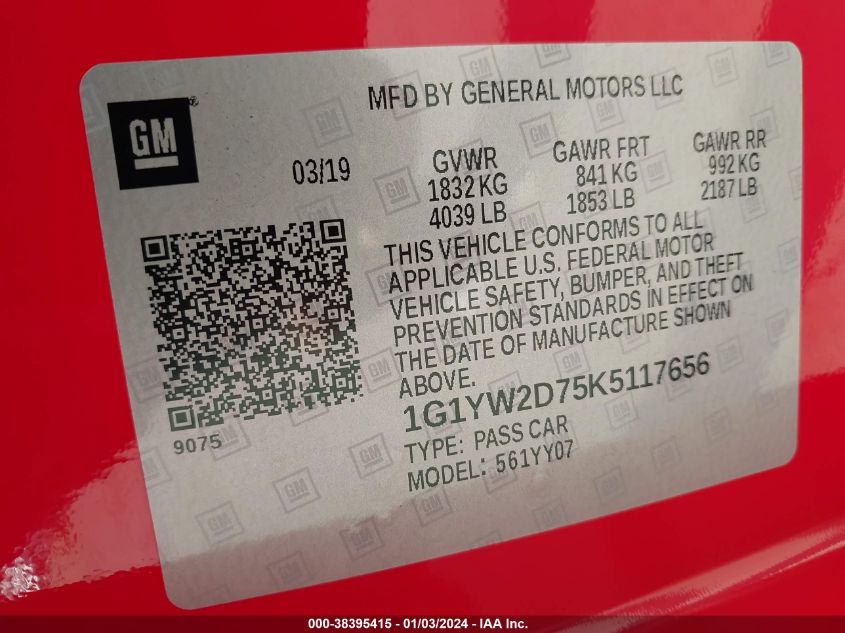 GM®
MFD BY GENERAL MOTORS LLC
03/19
GVWR
1832 KG
4039 LB
GAWR FRT
841 KG
1853 LB
GAWR RR
992 KG
2187 LB
THIS VEHICLE CONFORMS TO ALL
APPLICABLE U.S. FEDERAL MOTOR
VEHICLE SAFETY, BUMPER, AND THEFT
PREVENTION STANDARDS IN EFFECT ON
THE DATE OF MANUFACTURE SHOWN
ABOVE.
1G1YW2D75K5117656
TYPE: PASS CAR
MODEL: 561YY07
9075
000-38395415 - 01/03/2024 - IAA Inc.